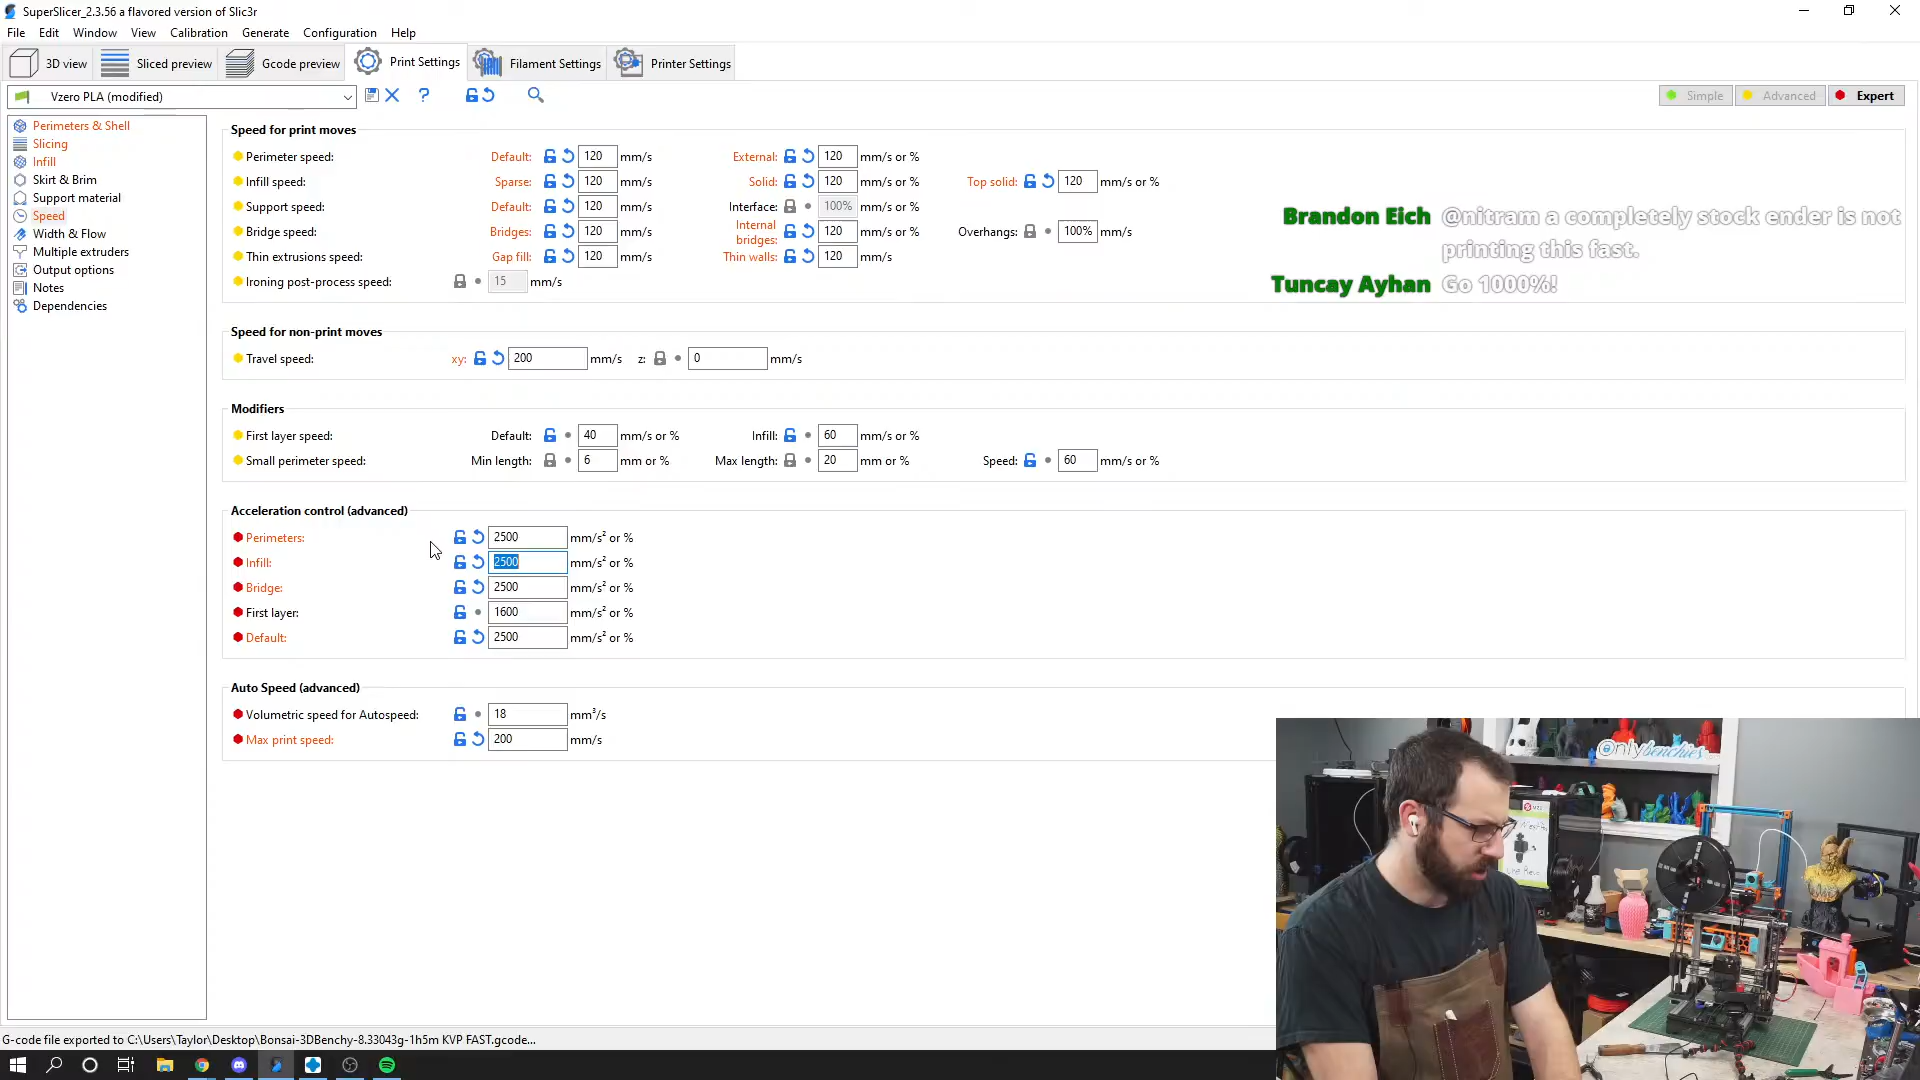 SuperSlicer_2.3.56 a flavored version of Slic3r
File Edit Window View Calibration Generate Configuration Help
3D view Sliced preview Gcode preview Print Settings Filament Settings Printer Settings
Vzero PLA (modified) ? Simple Advanced Expert
Perimeters & Shell
Slicing
Infill
Skirt & Brim
Support material
Speed
Width & Flow
Multiple extruders
Output options
Notes
Dependencies
Speed for print moves
Perimeter speed: Default: 120 mm/s External: 120 mm/s or %
Infill speed: Sparse: 120 mm/s Solid: 120 mm/s or % Top solid: 120 mm/s or %
Support speed: Default: 120 mm/s Interface: 100% mm/s or %
Bridge speed: Bridges: 120 mm/s Internal bridges: 120 mm/s or % Overhangs: 100% mm/s
Thin extrusions speed: Gap fill: 120 mm/s Thin walls: 120 mm/s
Ironing post-process speed: 15 mm/s
Brandon Eich @nitram a completely stock ender is not
printing this fast.
Tuncay Ayhan Go 1000%!
Speed for non-print moves
Travel speed: xy: 200 mm/s z: 0 mm/s
Modifiers
First layer speed: Default: 40 mm/s or % Infill: 60 mm/s or %
Small perimeter speed: Min length: 6 mm or % Max length: 20 mm or % Speed: 60 mm/s or %
Acceleration control (advanced)
Perimeters: 2500 mm/s² or %
Infill: 2500 mm/s² or %
Bridge: 2500 mm/s² or %
First layer: 1600 mm/s² or %
Default: 2500 mm/s² or %
Auto Speed (advanced)
Volumetric speed for Autospeed: 18 mm³/s
Max print speed: 200 mm/s
@nlybenchies
G-code file exported to C:\Users\Taylor\Desktop\Bonsai-3DBenchy-8.33043g-1h5m KVP FAST.gcode...